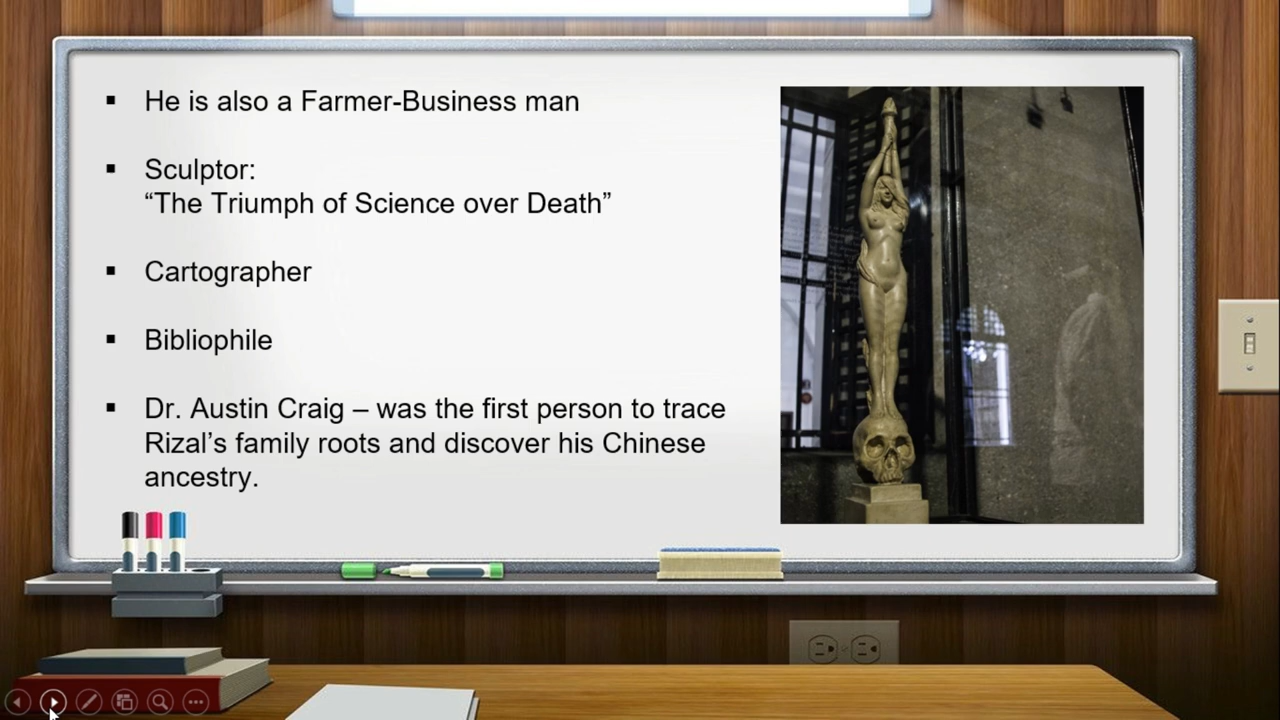 ▪ He is also a Farmer-Business man
▪ Sculptor:
“The Triumph of Science over Death”
▪ Cartographer
▪ Bibliophile
▪ Dr. Austin Craig – was the first person to trace
Rizal’s family roots and discover his Chinese
ancestry.